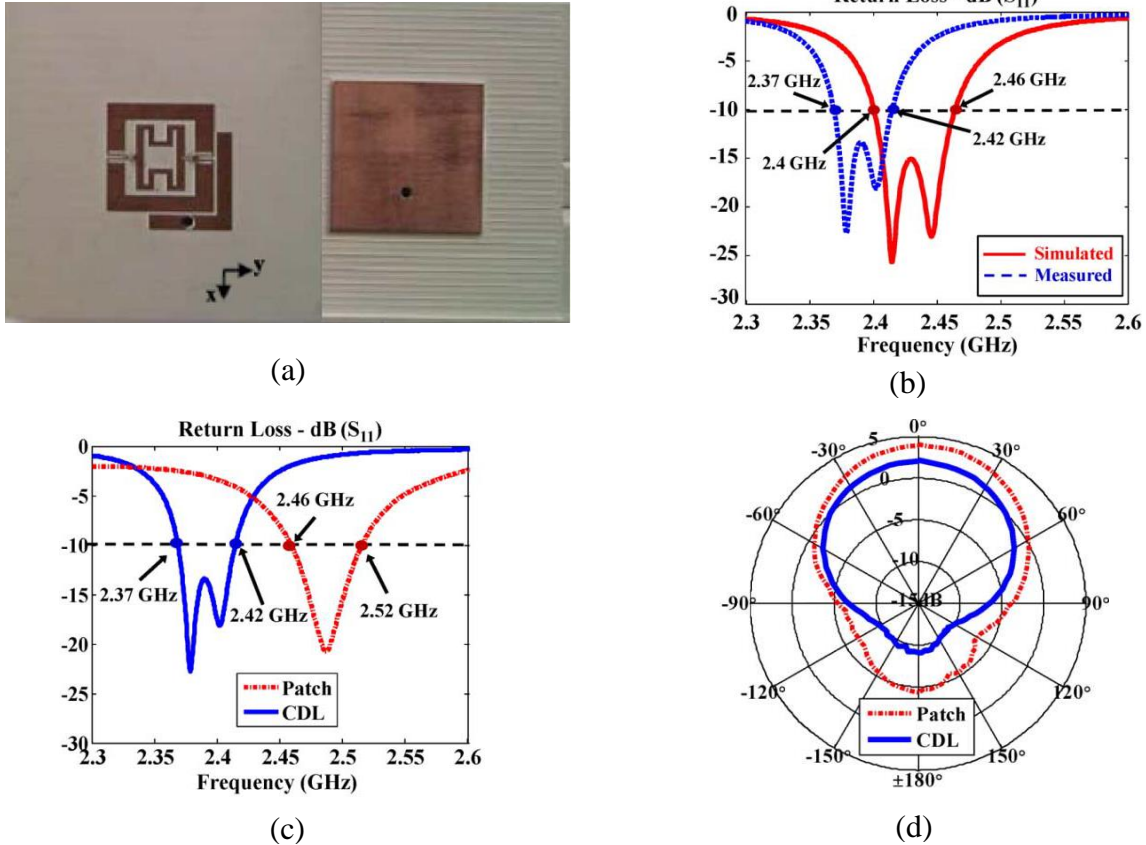 y
x
(a)
Return Loss - dB (S11)
0
-5
-10
-15
-20
-25
-30
2.37 GHz
2.46 GHz
2.4 GHz
2.42 GHz
Simulated
Measured
2.3
2.4
2.45
2.5
2.55
2.6
Frequency (GHz)
(b)
Return Loss - dB (S11)
0
-5
-10
-15
-20
-25
-30
2.46 GHz
2.37 GHz
2.42 GHz
2.52 GHz
Patch
CDL
2.3
2.4
2.45
2.5
2.55
2.6
Frequency (GHz)
(c)
0°
-30°
5
30°
-60°
0
60°
-5
-10
-90°
-15dB
90°
-120°
120°
Patch
CDL
-150°
150°
±180°
(d)